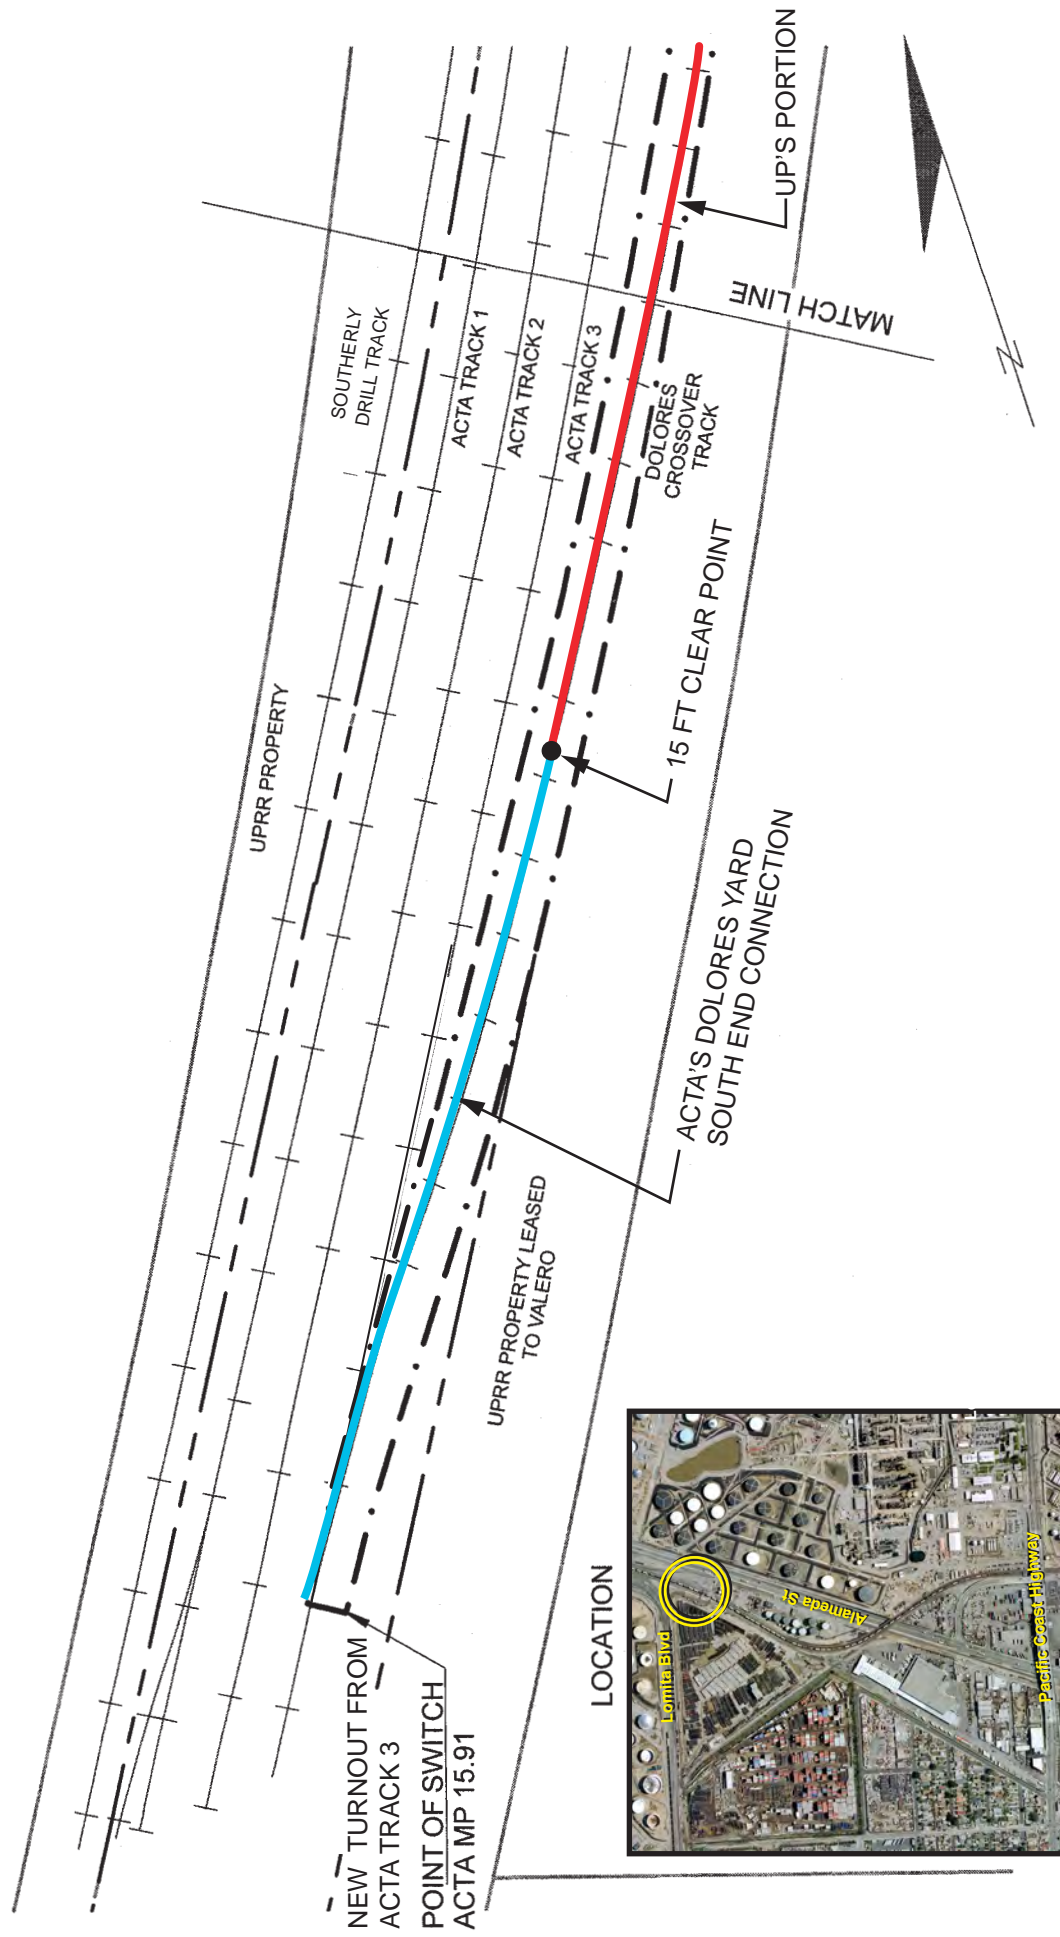 UP'S PORTION
MATCH LINE
N
SOUTHERLY
DRILL TRACK
ACTA TRACK 1
ACTA TRACK 2
ACTA TRACK 3
DOLORES
CROSSOVER
TRACK
15 FT CLEAR POINT
UPRR PROPERTY
ACTA'S DOLORES YARD
SOUTH END CONNECTION
UPRR PROPERTY LEASED
TO VALERO
NEW TURNOUT FROM
ACTA TRACK 3
POINT OF SWITCH
ACTA MP 15.91
LOCATION
Lomita Blvd
Alameda St
Pacific Coast Highway